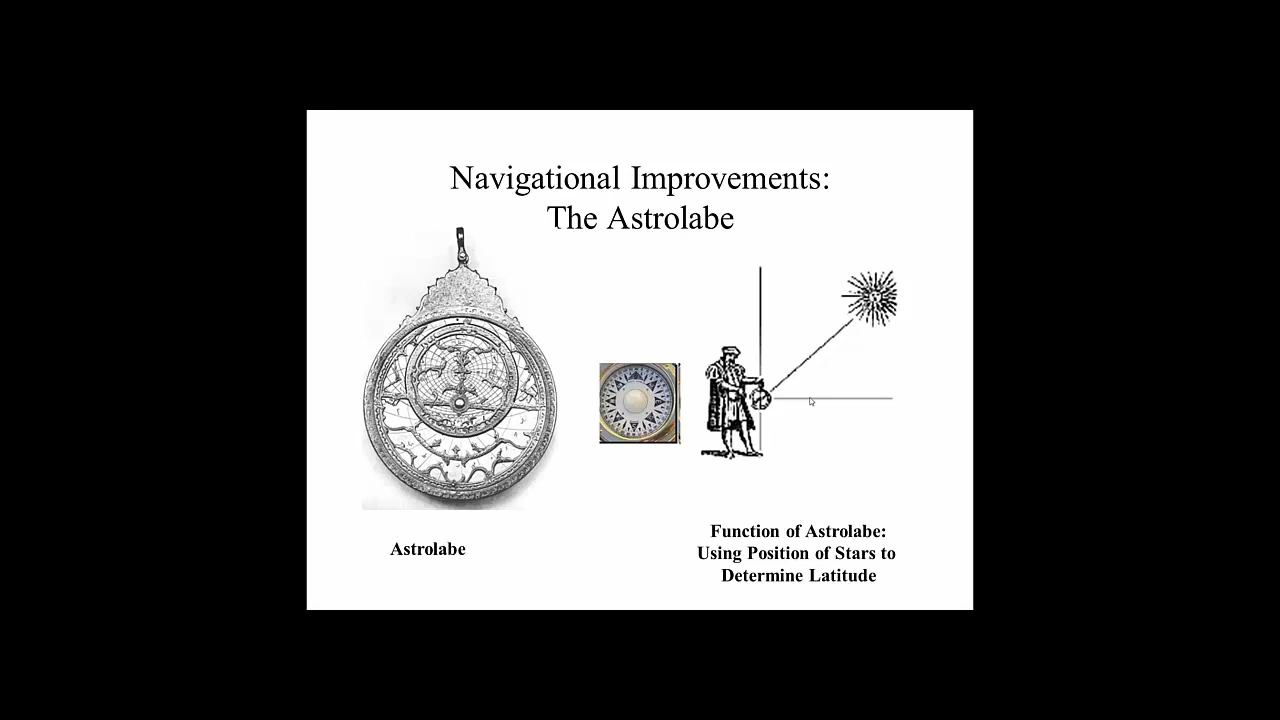 Navigational Improvements:
The Astrolabe
Astrolabe
Function of Astrolabe:
Using Position of Stars to
Determine Latitude